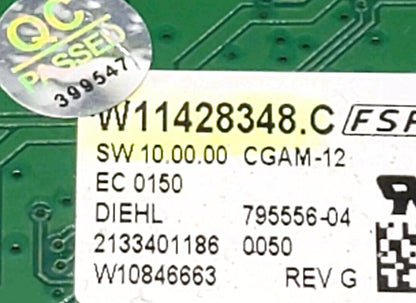 QC
PASSED
399547
W11428348.C FSP
SW 10.00.00 CGAM-12
EC 0150
DIEHL 795556-04
2133401186 0050
W10846663 REV G